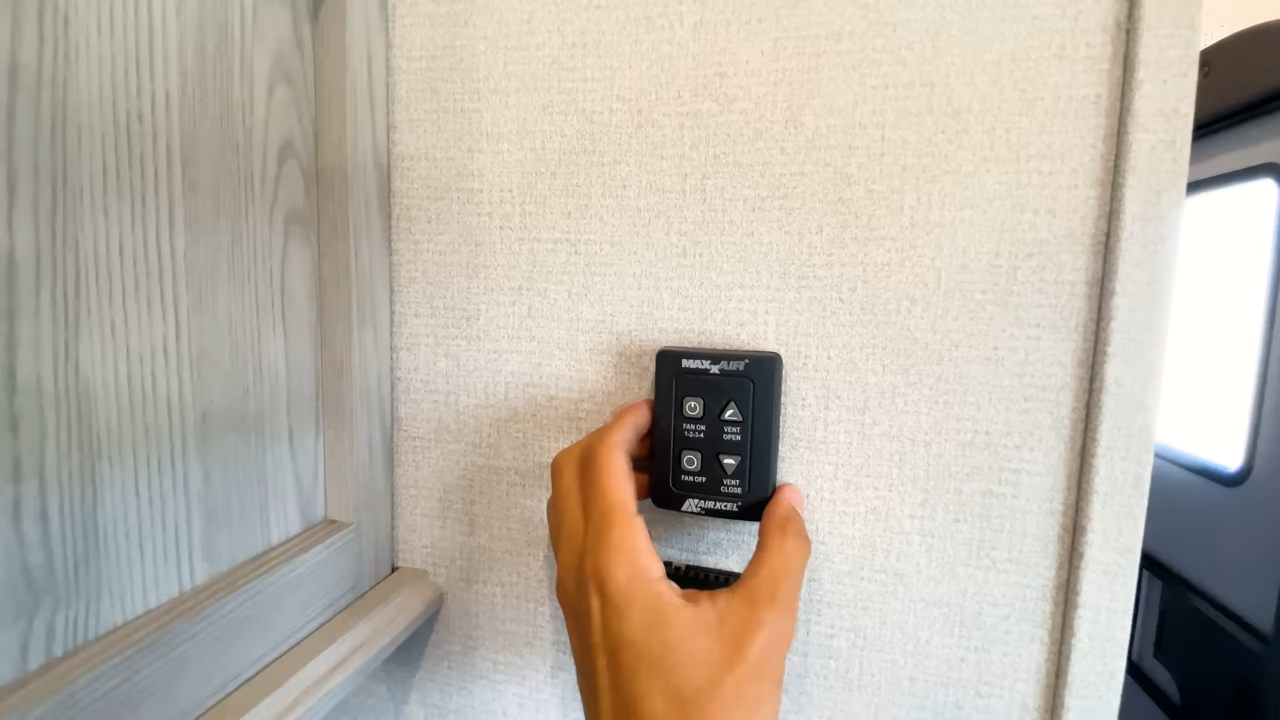 MAXXAIR®
FAN ON
1-2-3-4
VENT
OPEN
FAN OFF
VENT
CLOSE
AIRXCEL®